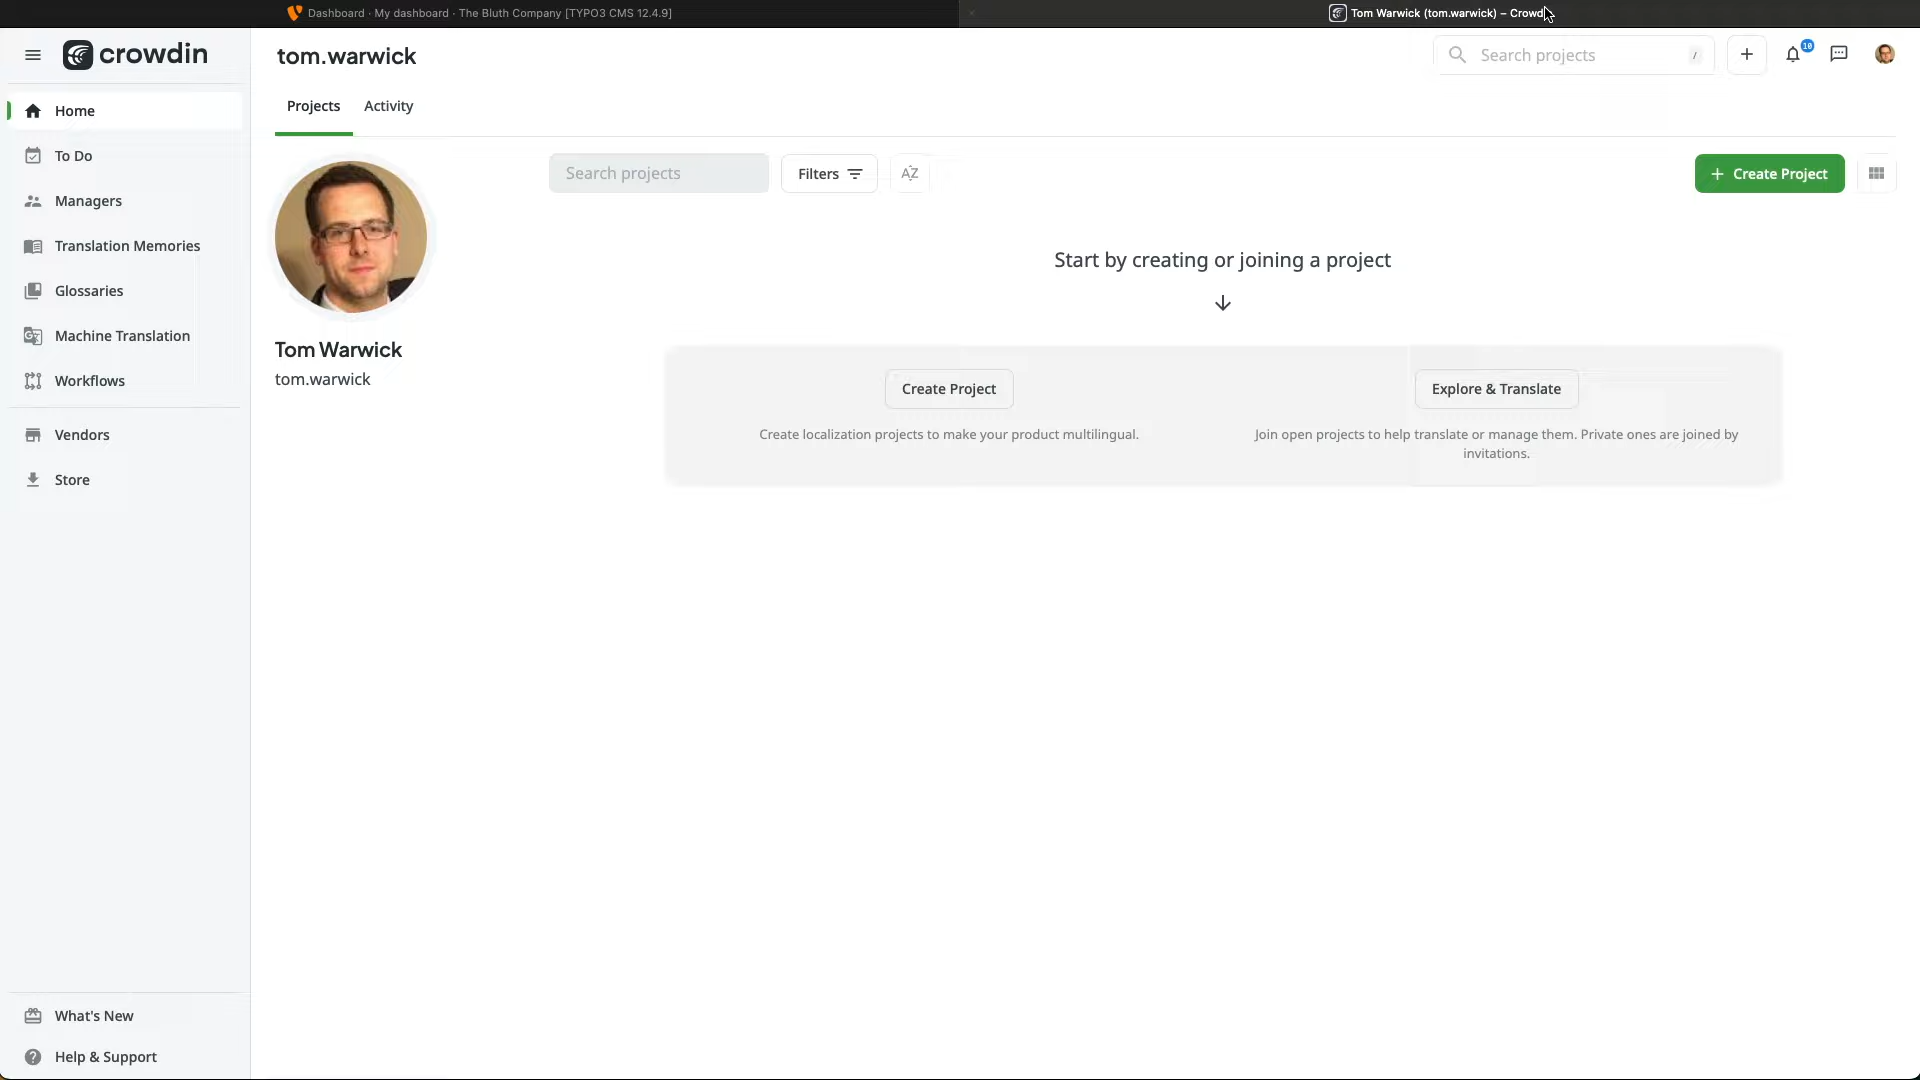 Dashboard · My dashboard · The Bluth Company [TYPO3 CMS 12.4.9]
Tom Warwick (tom.warwick) – Crowd
crowdin
tom.warwick
Search projects
/
10
Projects
Activity
Home
To Do
Managers
Translation Memories
Glossaries
Machine Translation
Workflows
Vendors
Store
Tom Warwick
tom.warwick
Search projects
Filters
AZ
+ Create Project
Start by creating or joining a project
Create Project
Create localization projects to make your product multilingual.
Explore & Translate
Join open projects to help translate or manage them. Private ones are joined by
invitations.
What's New
Help & Support